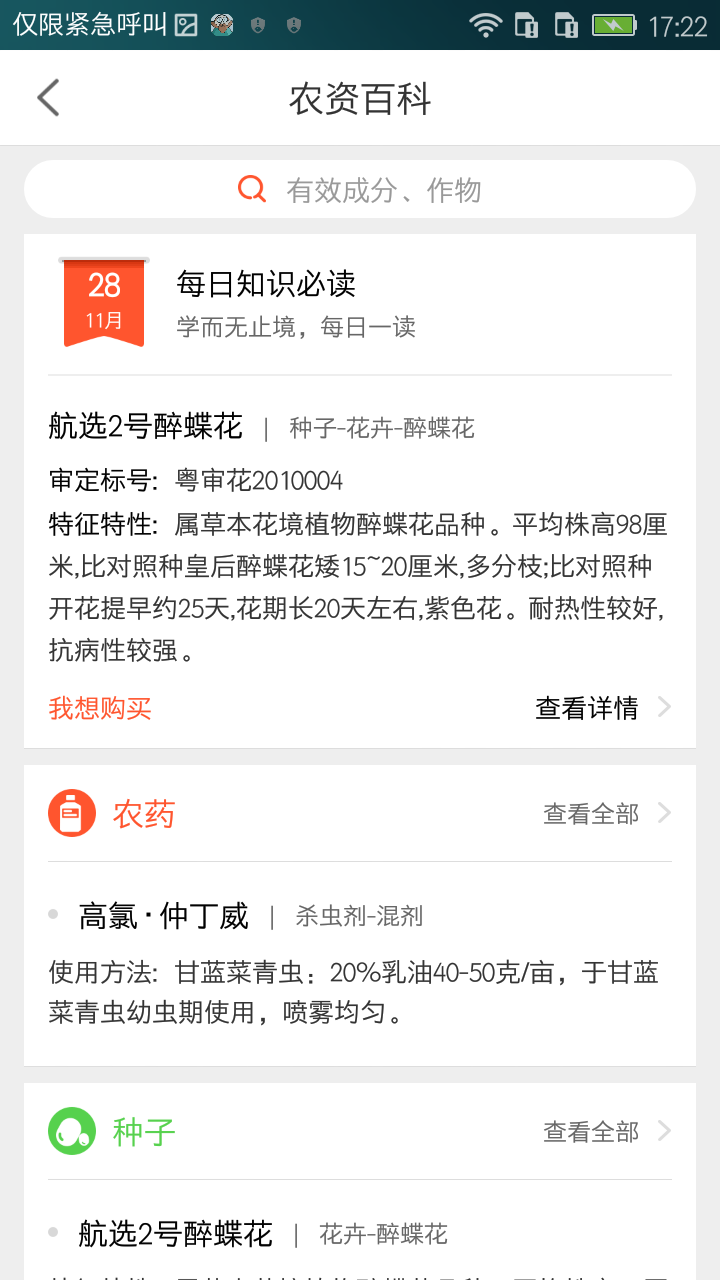 仅限紧急呼叫 17:22
农资百科
有效成分、作物
28
11月
每日知识必读
学而无止境，每日一读
航选2号醉蝶花 | 种子-花卉-醉蝶花
审定标号: 粤审花2010004
特征特性: 属草本花境植物醉蝶花品种。平均株高98厘
米,比对照种皇后醉蝶花矮15~20厘米,多分枝;比对照种
开花提早约25天,花期长20天左右,紫色花。耐热性较好,
抗病性较强。
我想购买 查看详情
农药 查看全部
高氯·仲丁威 | 杀虫剂-混剂
使用方法: 甘蓝菜青虫：20%乳油40-50克/亩，于甘蓝
菜青虫幼虫期使用，喷雾均匀。
种子 查看全部
航选2号醉蝶花 | 花卉-醉蝶花